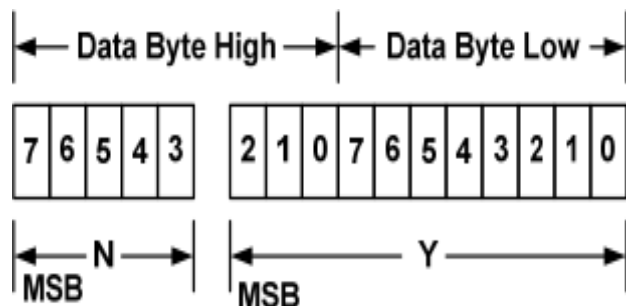 Data Byte High Data Byte Low
7 6 5 4 3 2 1 0 7 6 5 4 3 2 1 0
N Y
MSB MSB